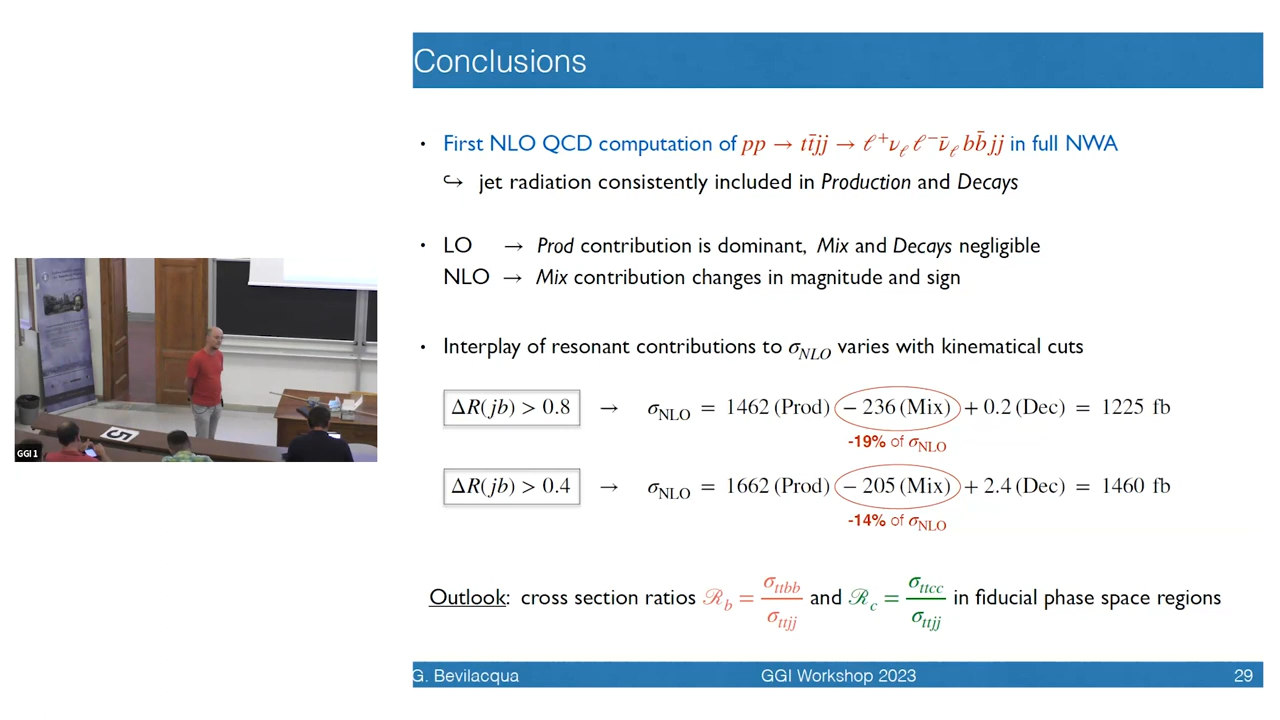 Conclusions
• First NLO QCD computation of pp → tt̄jj → ℓ⁺νℓ ℓ⁻ν̄ℓ bb̄jj in full NWA
↪ jet radiation consistently included in Production and Decays
• LO → Prod contribution is dominant, Mix and Decays negligible
NLO → Mix contribution changes in magnitude and sign
• Interplay of resonant contributions to σNLO varies with kinematical cuts
ΔR(jb) > 0.8 → σNLO = 1462 (Prod) − 236 (Mix) + 0.2 (Dec) = 1225 fb
-19% of σNLO
ΔR(jb) > 0.4 → σNLO = 1662 (Prod) − 205 (Mix) + 2.4 (Dec) = 1460 fb
-14% of σNLO
Outlook: cross section ratios ℛb = σttbb/σttjj and ℛc = σttcc/σttjj in fiducial phase space regions
G. Bevilacqua GGI Workshop 2023 29
5
GGI 1